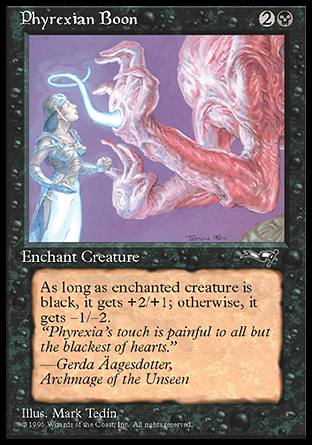 Phyrexian Boon 2
Enchant Creature
As long as enchanted creature is
black, it gets +2/+1; otherwise, it
gets –1/–2.
“Phyrexia’s touch is painful to all but
the blackest of hearts.”
—Gerda Äagesdotter,
Archmage of the Unseen
Illus. Mark Tedin
© 1996 Wizards of the Coast, Inc. All rights reserved.